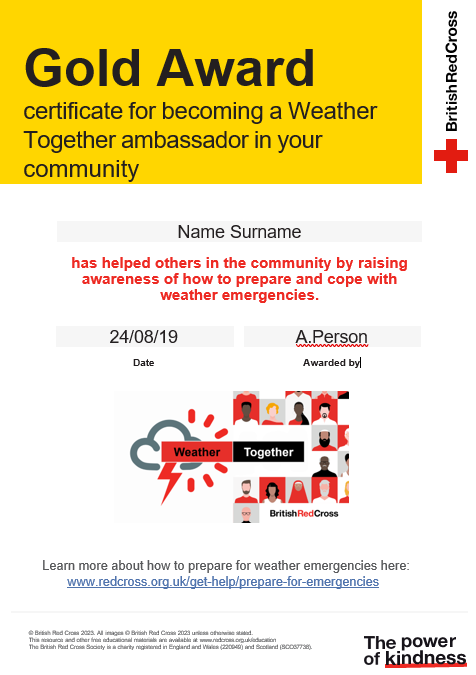 Gold Award
certificate for becoming a Weather
Together ambassador in your
community
BritishRedCross
Name Surname
has helped others in the community by raising
awareness of how to prepare and cope with
weather emergencies.
24/08/19
A.Person
Date
Awarded by
Weather
Together
BritishRedCross
Learn more about how to prepare for weather emergencies here:
www.redcross.org.uk/get-help/prepare-for-emergencies
© British Red Cross 2023. All images © British Red Cross 2023 unless otherwise stated.
This resource and other free educational materials are available at www.redcross.org.uk/education
The British Red Cross Society is a charity registered in England and Wales (220949) and Scotland (SCO37738).
The power
of kindness